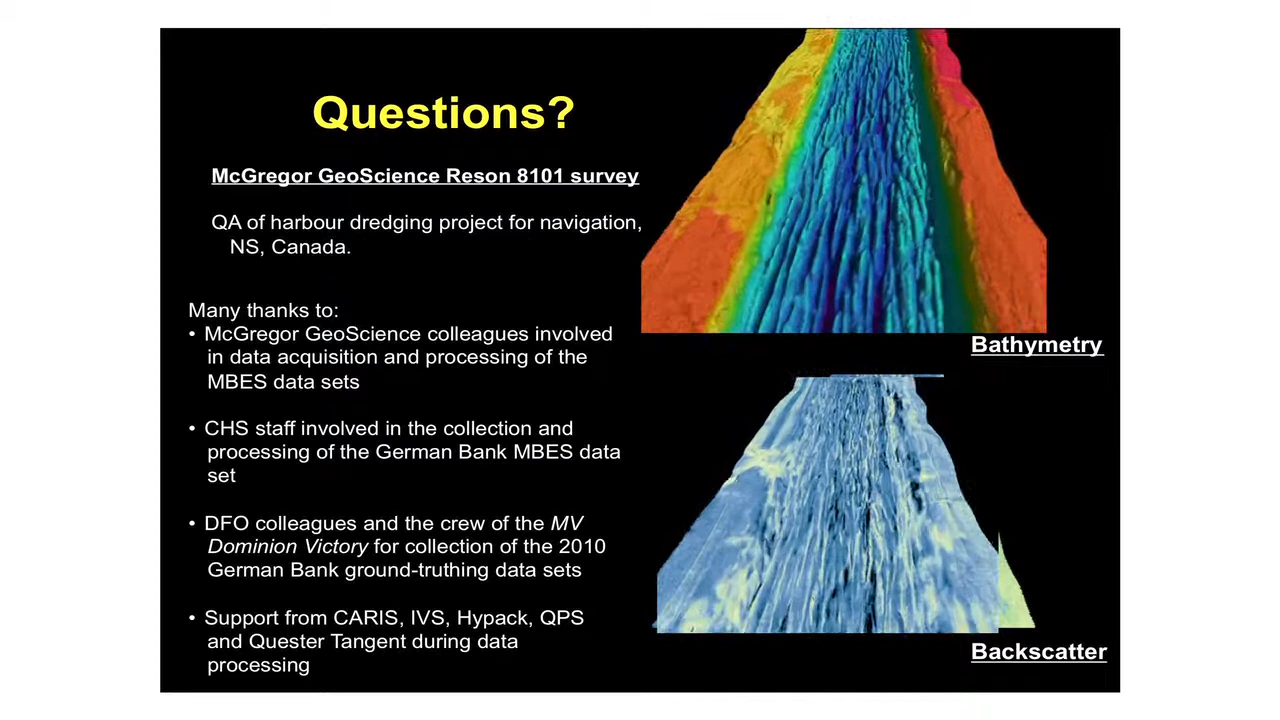 Questions?
McGregor GeoScience Reson 8101 survey
QA of harbour dredging project for navigation,
NS, Canada.
Many thanks to:
• McGregor GeoScience colleagues involved
in data acquisition and processing of the
MBES data sets
• CHS staff involved in the collection and
processing of the German Bank MBES data
set
• DFO colleagues and the crew of the MV
Dominion Victory for collection of the 2010
German Bank ground-truthing data sets
• Support from CARIS, IVS, Hypack, QPS
and Quester Tangent during data
processing
Bathymetry
Backscatter